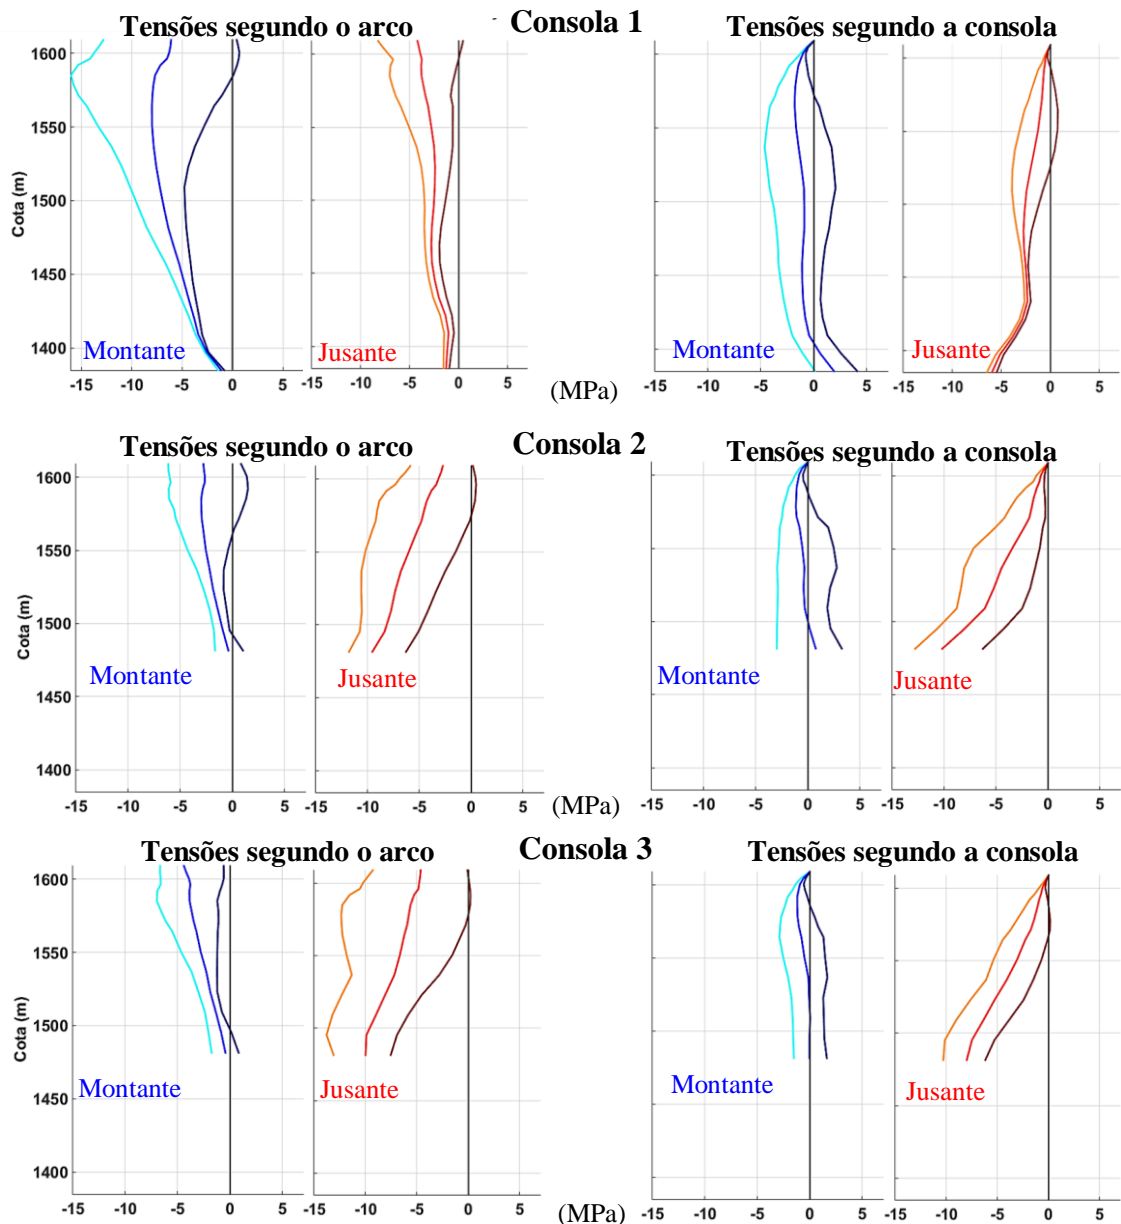 Consola 1
Tensões segundo o arco
Tensões segundo a consola
Cota (m)
1600
1550
1500
1450
1400
Montante
Jusante
Montante
Jusante
-15 -10 -5 0 5
-15 -10 -5 0 5
(MPa)
-15 -10 -5 0 5
-15 -10 -5 0 5
Consola 2
Tensões segundo o arco
Tensões segundo a consola
Cota (m)
1600
1550
1500
1450
1400
Montante
Jusante
Montante
Jusante
-15 -10 -5 0 5
-15 -10 -5 0 5
(MPa)
-15 -10 -5 0 5
-15 -10 -5 0 5
Consola 3
Tensões segundo o arco
Tensões segundo a consola
Cota (m)
1600
1550
1500
1450
1400
Montante
Jusante
Montante
Jusante
-15 -10 -5 0 5
-15 -10 -5 0 5
(MPa)
-15 -10 -5 0 5
-15 -10 -5 0 5